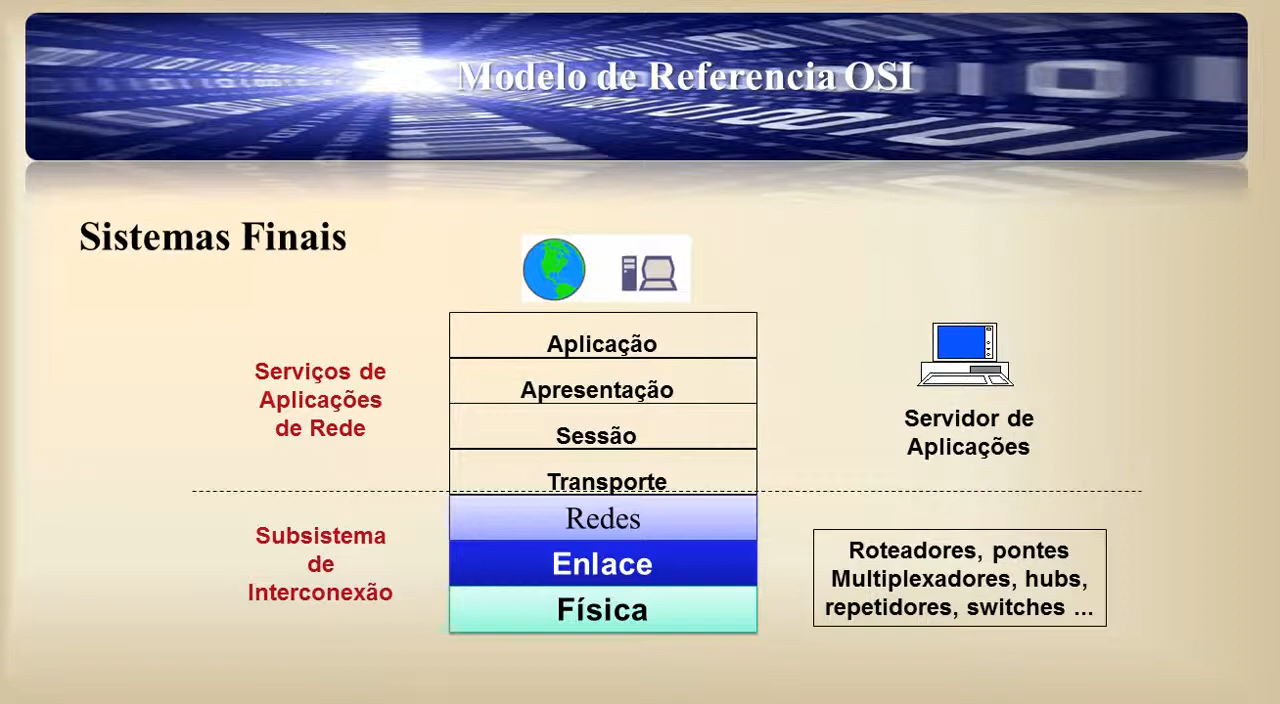 Modelo de Referencia OSI
Sistemas Finais
Serviços de
Aplicações
de Rede
Aplicação
Apresentação
Sessão
Transporte
Servidor de
Aplicações
Subsistema
de
Interconexão
Redes
Enlace
Física
Roteadores, pontes
Multiplexadores, hubs,
repetidores, switches ...